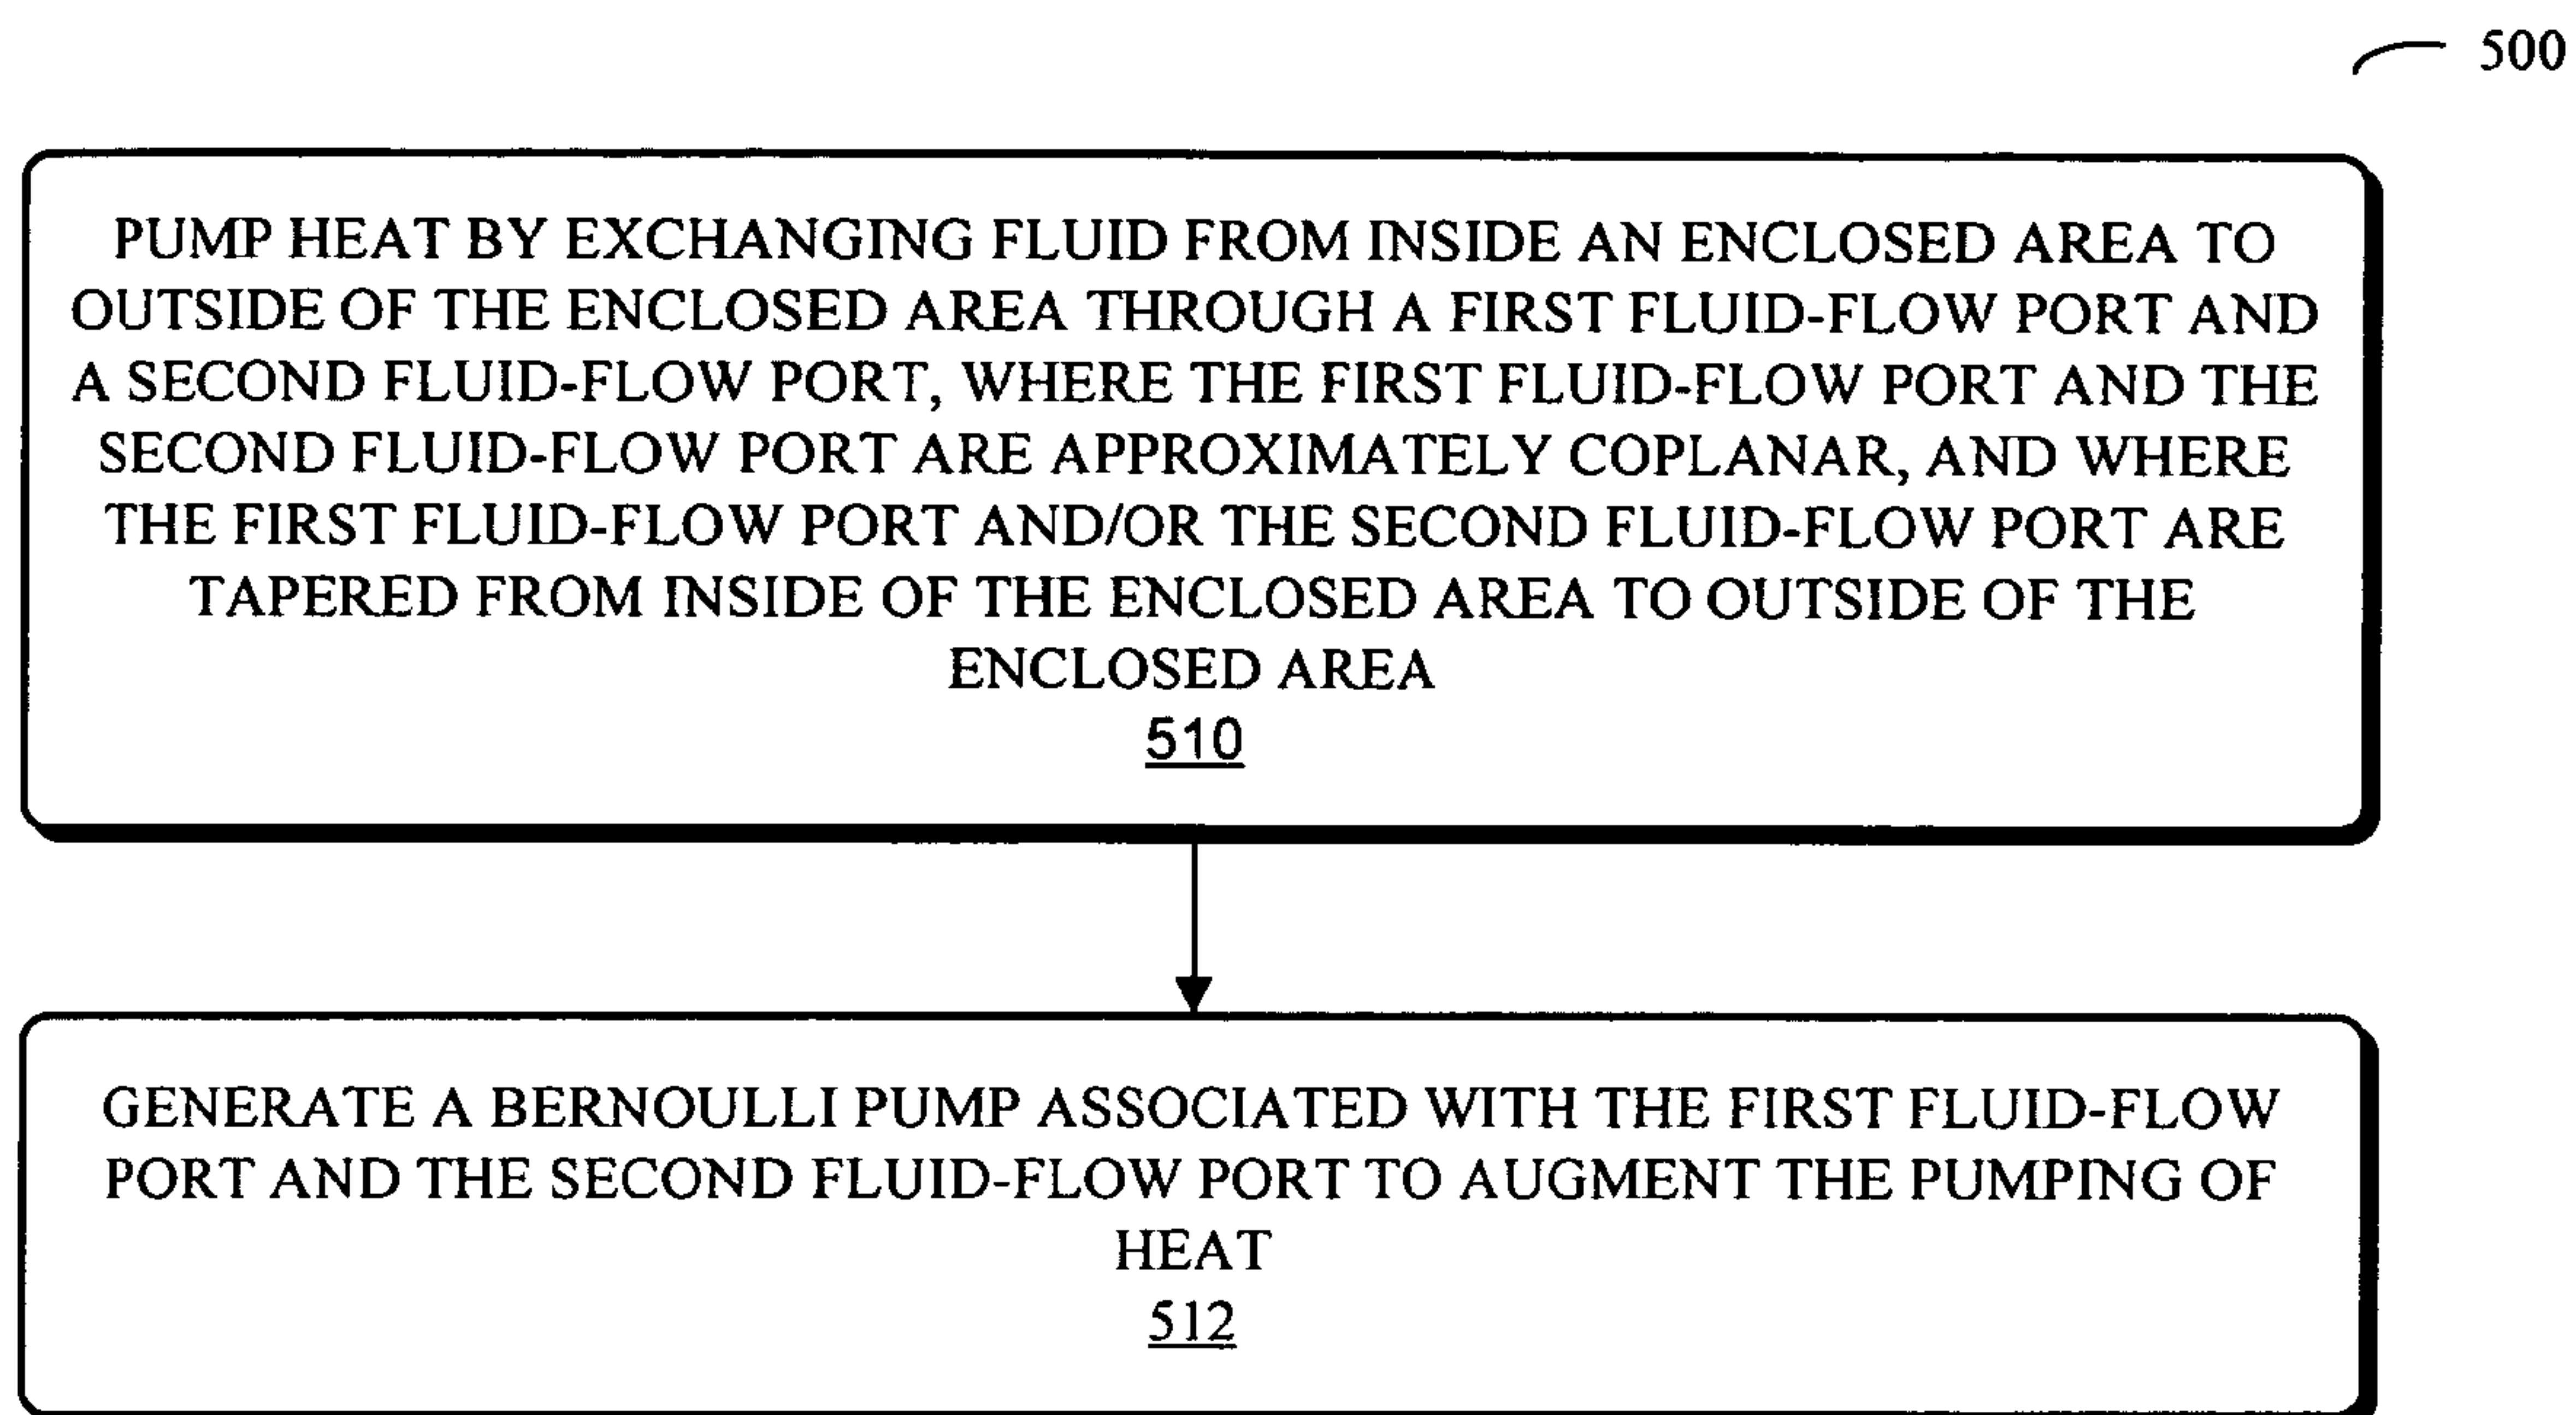 500
PUMP HEAT BY EXCHANGING FLUID FROM INSIDE AN ENCLOSED AREA TO
OUTSIDE OF THE ENCLOSED AREA THROUGH A FIRST FLUID-FLOW PORT AND
A SECOND FLUID-FLOW PORT, WHERE THE FIRST FLUID-FLOW PORT AND THE
SECOND FLUID-FLOW PORT ARE APPROXIMATELY COPLANAR, AND WHERE
THE FIRST FLUID-FLOW PORT AND/OR THE SECOND FLUID-FLOW PORT ARE
TAPERED FROM INSIDE OF THE ENCLOSED AREA TO OUTSIDE OF THE
ENCLOSED AREA
510
GENERATE A BERNOULLI PUMP ASSOCIATED WITH THE FIRST FLUID-FLOW
PORT AND THE SECOND FLUID-FLOW PORT TO AUGMENT THE PUMPING OF
HEAT
512